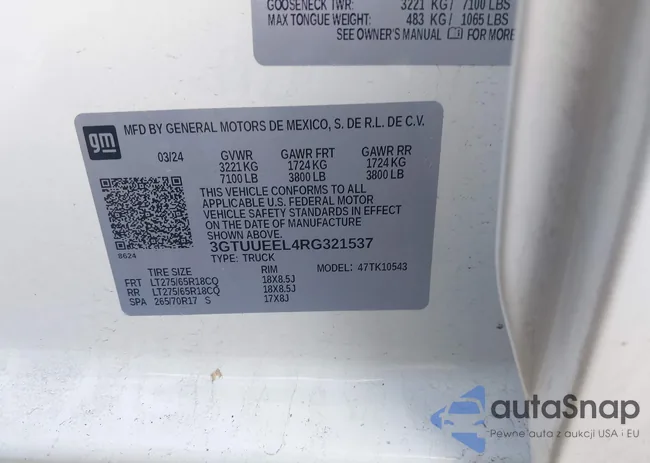 GOOSENECK TWR: 3221 KG / 7100 LBS
MAX TONGUE WEIGHT: 483 KG / 1065 LBS
SEE OWNER'S MANUAL FOR MORE
gm
MFD BY GENERAL MOTORS DE MEXICO, S. DE R.L. DE C.V.
03/24 GVWR GAWR FRT GAWR RR
3221 KG 1724 KG 1724 KG
7100 LB 3800 LB 3800 LB
THIS VEHICLE CONFORMS TO ALL
APPLICABLE U.S. FEDERAL MOTOR
VEHICLE SAFETY STANDARDS IN EFFECT
ON THE DATE OF MANUFACTURE
SHOWN ABOVE.
3GTUUEEL4RG321537
8624
TYPE: TRUCK
TIRE SIZE RIM MODEL: 47TK10543
FRT LT275/65R18CQ 18X8.5J
RR LT275/65R18CQ 18X8.5J
SPA 265/70R17 S 17X8J
autaSnap
Pewne auta z aukcji USA i EU